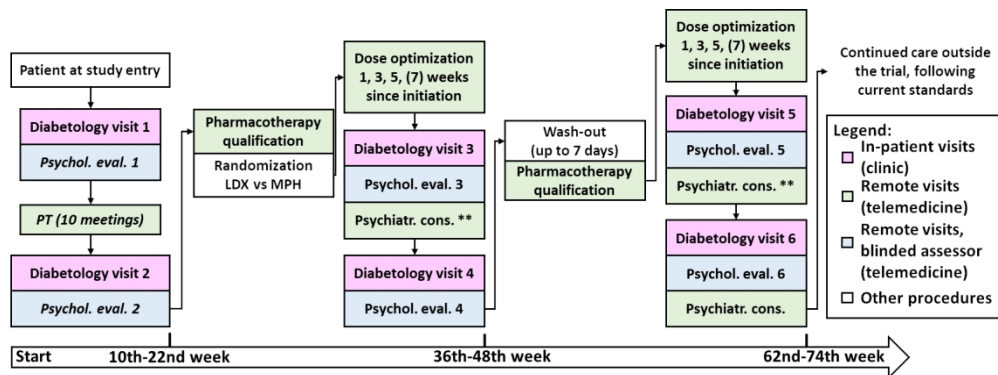 Patient at study entry
Diabetology visit 1
Psychol. eval. 1
PT (10 meetings)
Diabetology visit 2
Psychol. eval. 2
Pharmacotherapy
qualification
Randomization
LDX vs MPH
Dose optimization
1, 3, 5, (7) weeks
since initiation
Diabetology visit 3
Psychol. eval. 3
Psychiatr. cons. **
Diabetology visit 4
Psychol. eval. 4
Wash-out
(up to 7 days)
Pharmacotherapy
qualification
Dose optimization
1, 3, 5, (7) weeks
since initiation
Diabetology visit 5
Psychol. eval. 5
Psychiatr. cons. **
Diabetology visit 6
Psychol. eval. 6
Psychiatr. cons.
Continued care outside
the trial, following
current standards
Legend:
In-patient visits
(clinic)
Remote visits
(telemedicine)
Remote visits,
blinded assessor
(telemedicine)
Other procedures
Start
10th-22nd week
36th-48th week
62nd-74th week